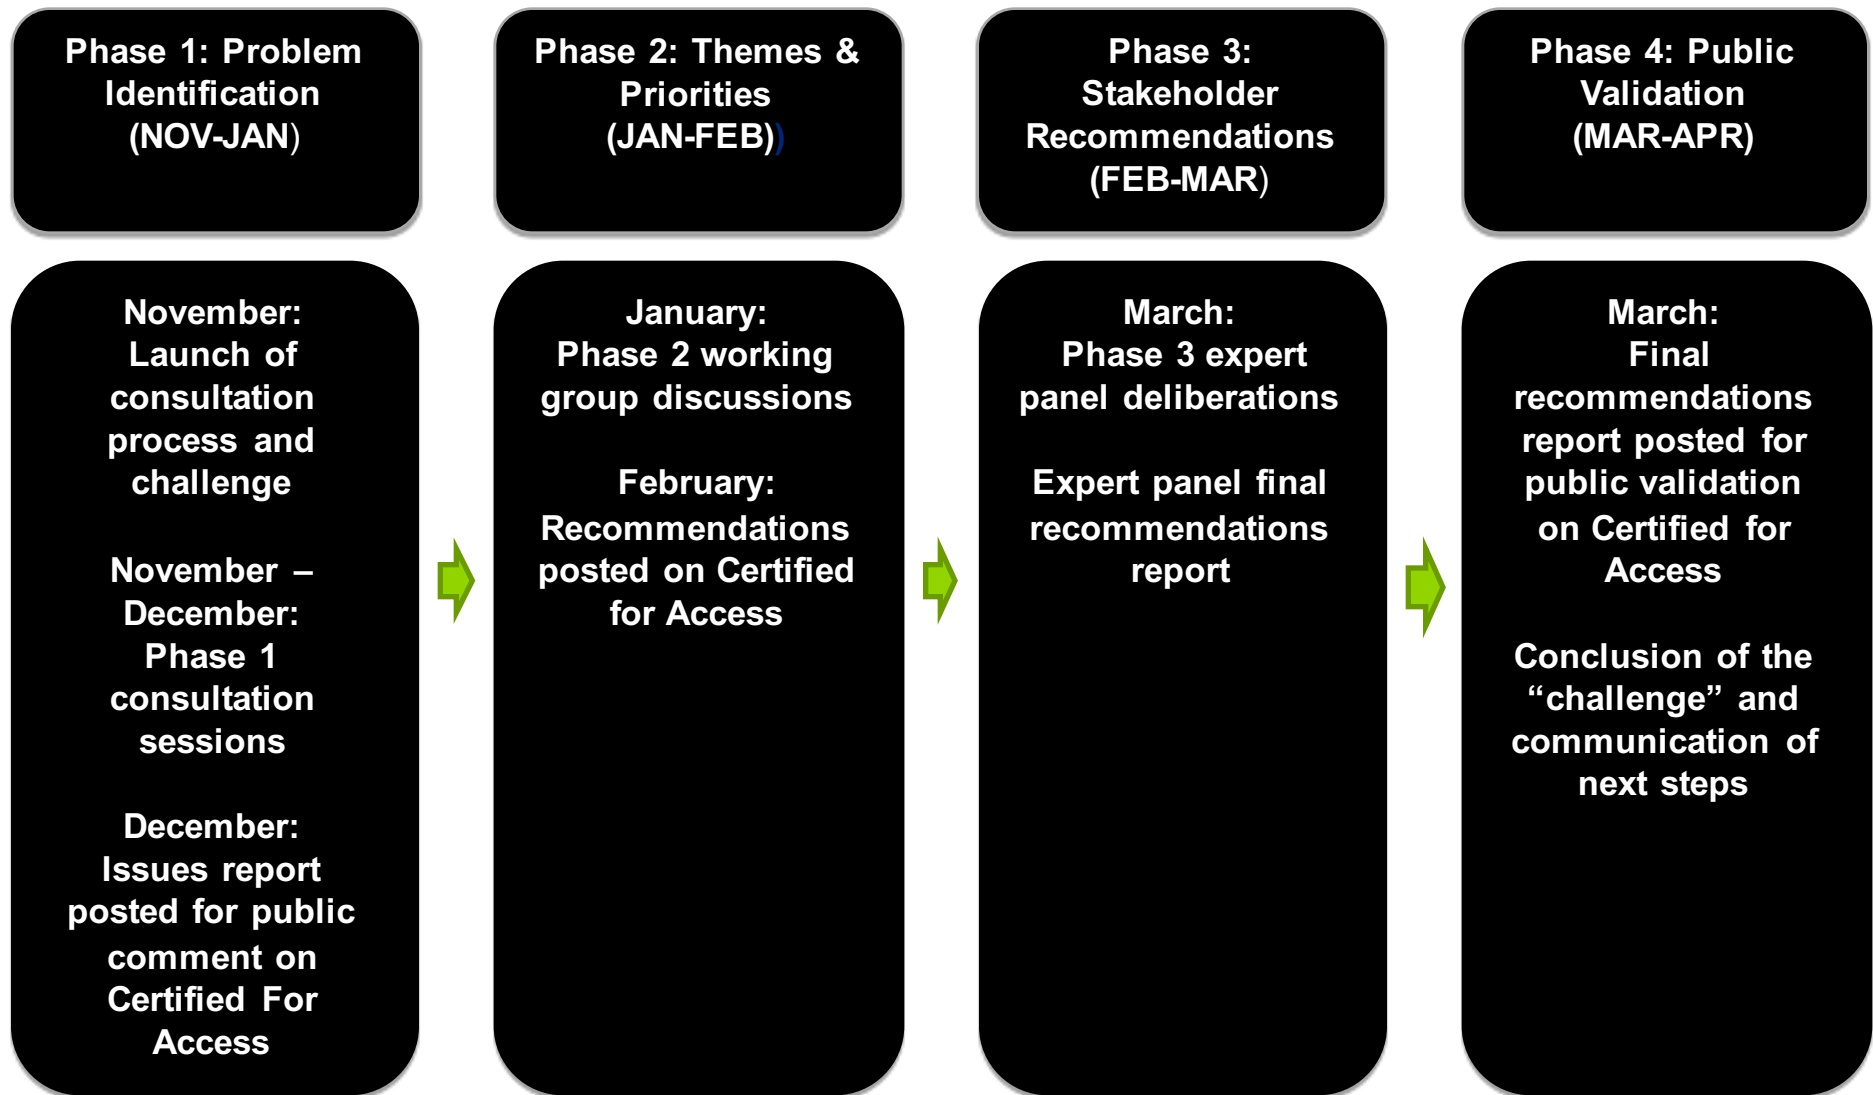 Phase 1: Problem
Identification
(NOV-JAN)
Phase 2: Themes &
Priorities
(JAN-FEB))
Phase 3:
Stakeholder
Recommendations
(FEB-MAR)
Phase 4: Public
Validation
(MAR-APR)
November:
Launch of
consultation
process and
challenge
November –
December:
Phase 1
consultation
sessions
December:
Issues report
posted for public
comment on
Certified For
Access
January:
Phase 2 working
group discussions
February:
Recommendations
posted on Certified
for Access
March:
Phase 3 expert
panel deliberations
Expert panel final
recommendations
report
March:
Final
recommendations
report posted for
public validation
on Certified for
Access
Conclusion of the
“challenge” and
communication of
next steps